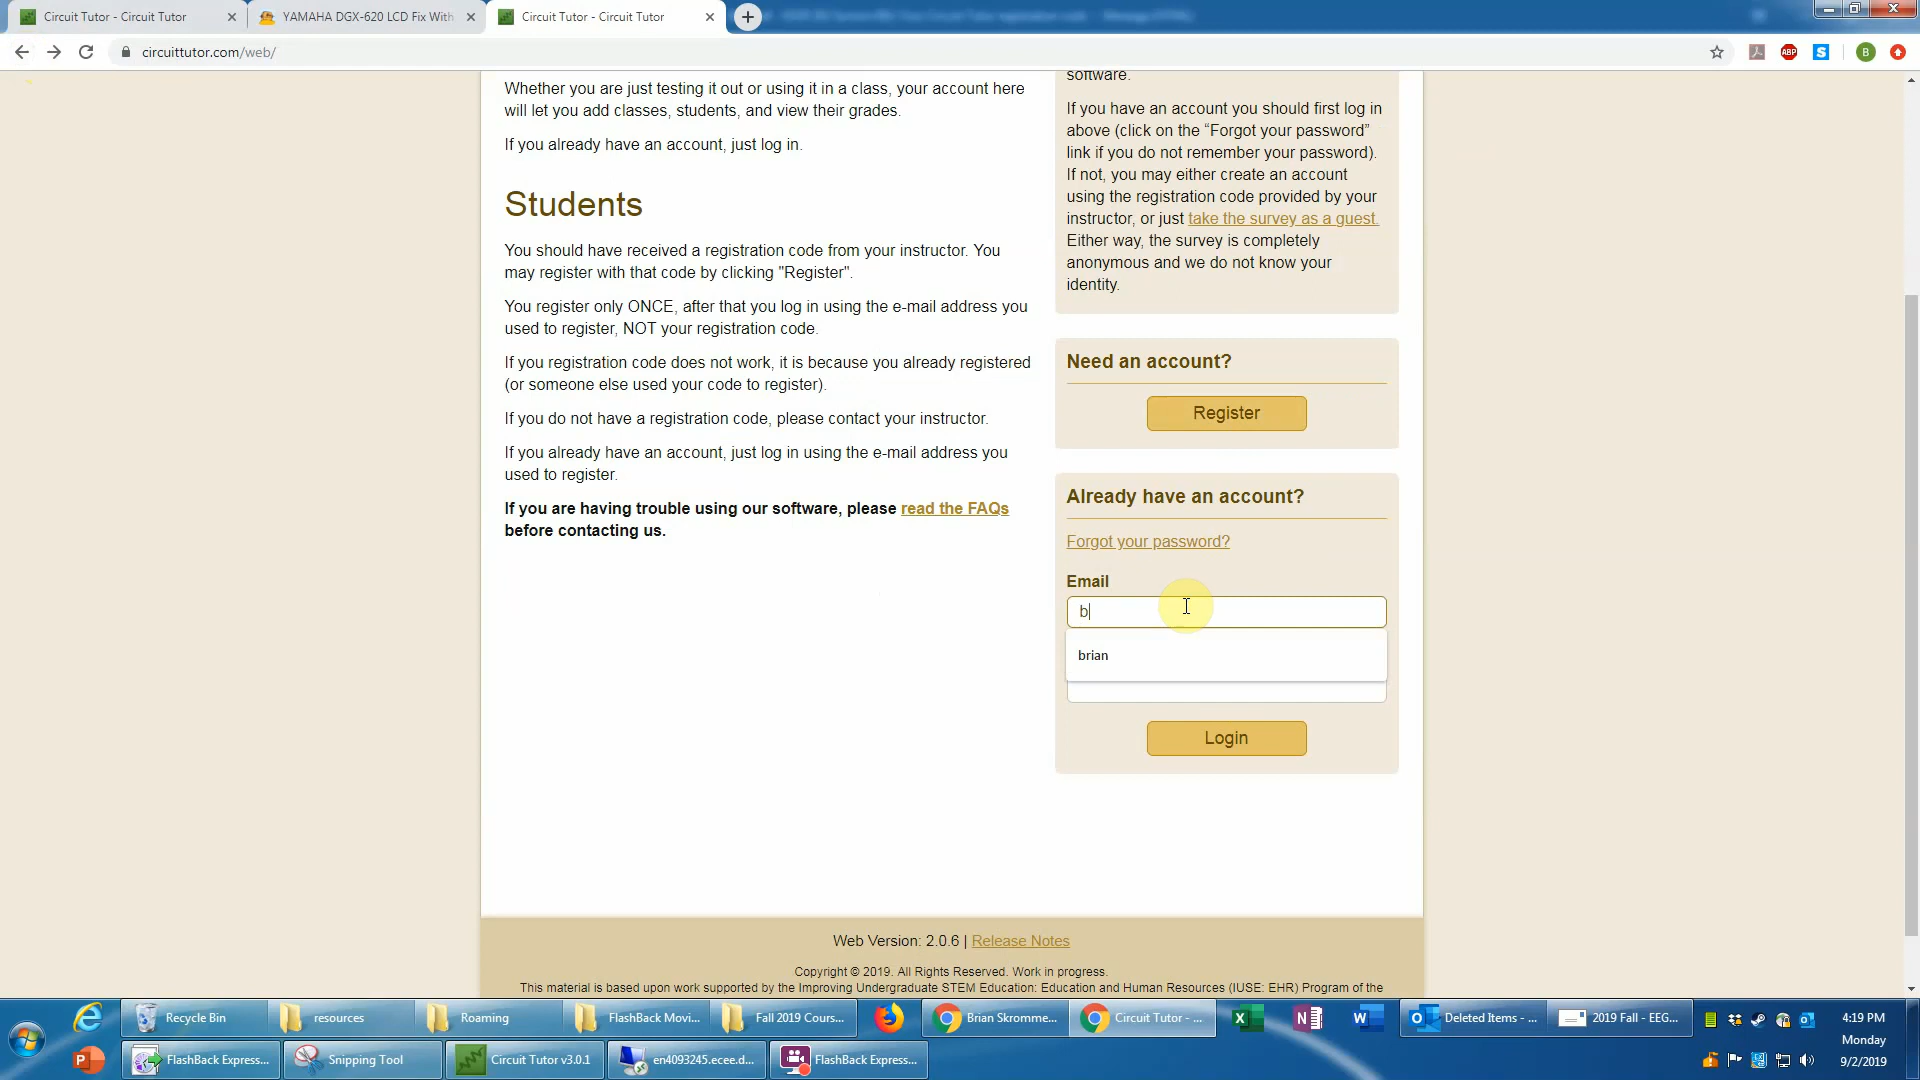 Circuit Tutor - Circuit Tutor
YAMAHA DGX-620 LCD Fix With
Circuit Tutor - Circuit Tutor
circuittutor.com/web/
ABP
S
B
Whether you are just testing it out or using it in a class, your account here
will let you add classes, students, and view their grades.
If you already have an account, just log in.
Students
You should have received a registration code from your instructor. You
may register with that code by clicking "Register".
You register only ONCE, after that you log in using the e-mail address you
used to register, NOT your registration code.
If you registration code does not work, it is because you already registered
(or someone else used your code to register).
If you do not have a registration code, please contact your instructor.
If you already have an account, just log in using the e-mail address you
used to register.
If you are having trouble using our software, please read the FAQs
before contacting us.
software.
If you have an account you should first log in
above (click on the “Forgot your password”
link if you do not remember your password).
If not, you may either create an account
using the registration code provided by your
instructor, or just take the survey as a guest.
Either way, the survey is completely
anonymous and we do not know your
identity.
Need an account?
Register
Already have an account?
Forgot your password?
Email
b
brian
Login
Web Version: 2.0.6 | Release Notes
Copyright © 2019. All Rights Reserved. Work in progress.
This material is based upon work supported by the Improving Undergraduate STEM Education: Education and Human Resources (IUSE: EHR) Program of the
Recycle Bin
resources
Roaming
FlashBack Movi...
Fall 2019 Cours...
Brian Skromme...
Circuit Tutor - ...
Deleted Items - ...
2019 Fall - EEG...
4:19 PM
Monday
9/2/2019
FlashBack Express...
Snipping Tool
Circuit Tutor v3.0.1
en4093245.ecee.d...
FlashBack Express...